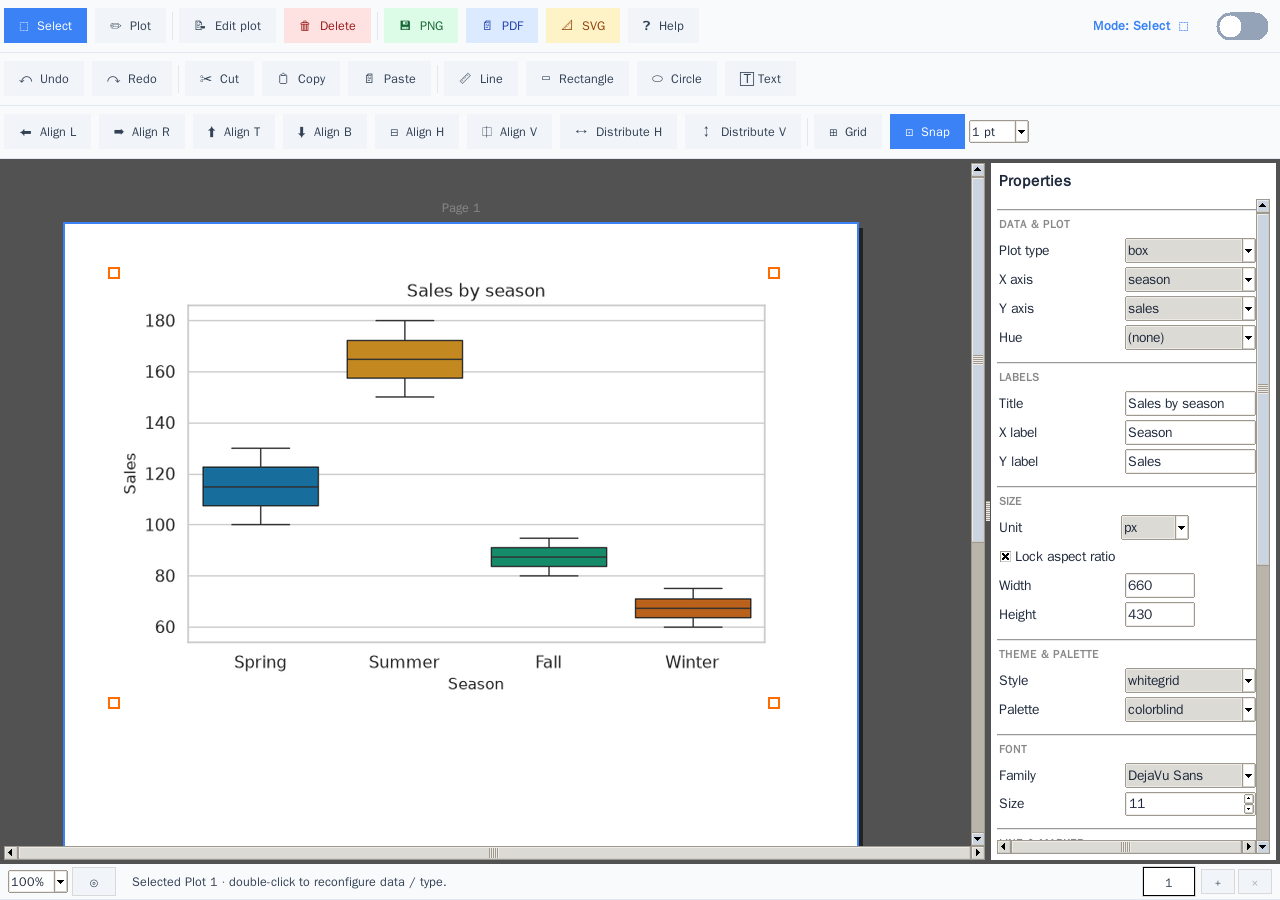 Select Plot Edit plot Delete PNG PDF SVG ? Help Mode: Select
Undo Redo Cut Copy Paste Line Rectangle Circle T Text
Align L Align R Align T Align B Align H Align V Distribute H Distribute V Grid Snap 1 pt
Page 1
Sales by season
180
160
140
120
100
80
60
Sales
Spring Summer Fall Winter
Season
Properties
DATA & PLOT
Plot type box
X axis season
Y axis sales
Hue (none)
LABELS
Title Sales by season
X label Season
Y label Sales
SIZE
Unit px
Lock aspect ratio
Width 660
Height 430
THEME & PALETTE
Style whitegrid
Palette colorblind
FONT
Family DejaVu Sans
Size 11
100% Selected Plot 1 · double-click to reconfigure data / type. 1 + ×